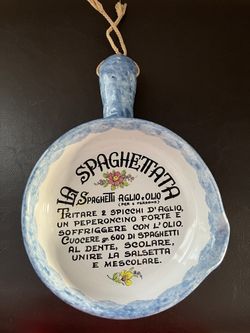 LA SPAGHETTATA
SPAGHETTI AGLIO e OLIO
(PER 6 PERSONE)
TRITARE 2 SPICCHI D'AGLIO,
UN PEPERONCINO FORTE E
SOFFRIGGERE CON L'OLIO.
CUOCERE gr. 600 DI SPAGHETTI
AL DENTE, SCOLARE,
UNIRE LA SALSETTA
E MESCOLARE.